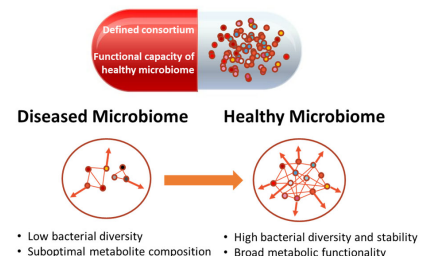 Defined consortium
Functional capacity of
healthy microbiome
Diseased Microbiome
Healthy Microbiome
• Low bacterial diversity
• Suboptimal metabolite composition
• High bacterial diversity and stability
• Broad metabolic functionality